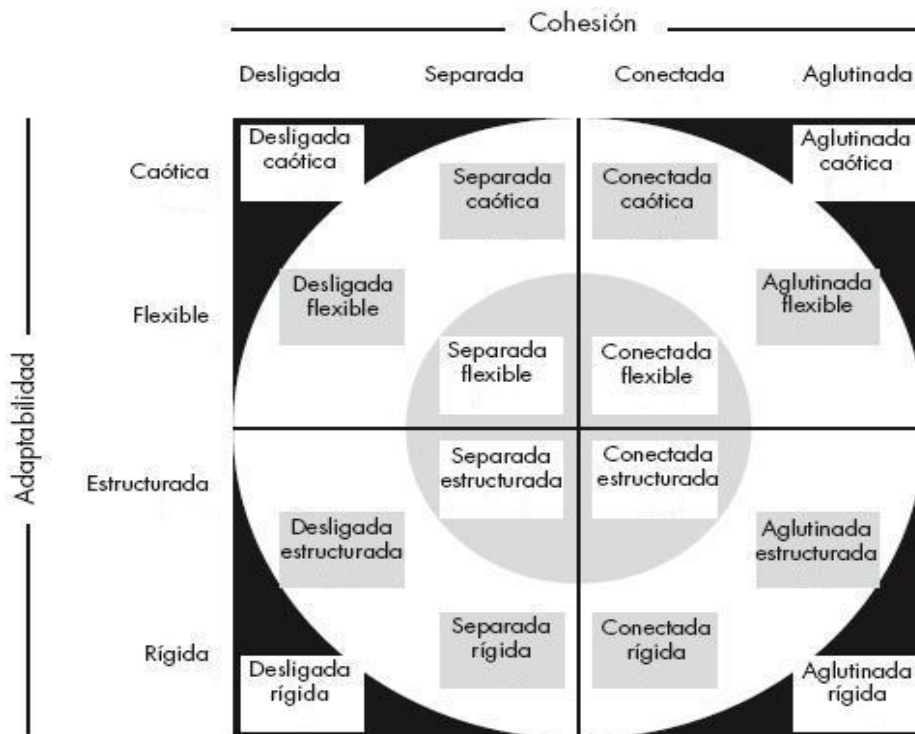 Cohesión
Desligada Separada Conectada Aglutinada
Adaptabilidad
Caótica
Desligada
caótica
Separada
caótica
Conectada
caótica
Aglutinada
caótica
Flexible
Desligada
flexible
Separada
flexible
Conectada
flexible
Aglutinada
flexible
Estructurada
Desligada
estructurada
Separada
estructurada
Conectada
estructurada
Aglutinada
estructurada
Rígida
Desligada
rígida
Separada
rígida
Conectada
rígida
Aglutinada
rígida